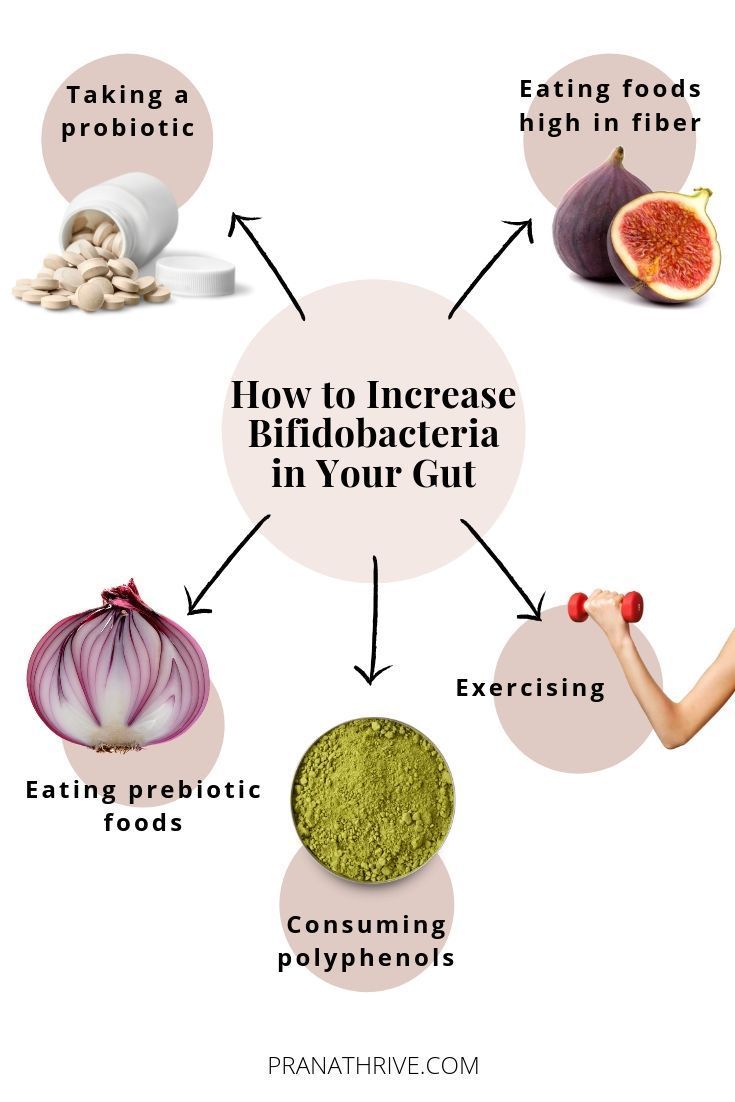 Taking a
probiotic
Eating foods
high in fiber
How to Increase
Bifidobacteria
in Your Gut
Exercising
Eating prebiotic
foods
Consuming
polyphenols
PRANATHRIVE.COM